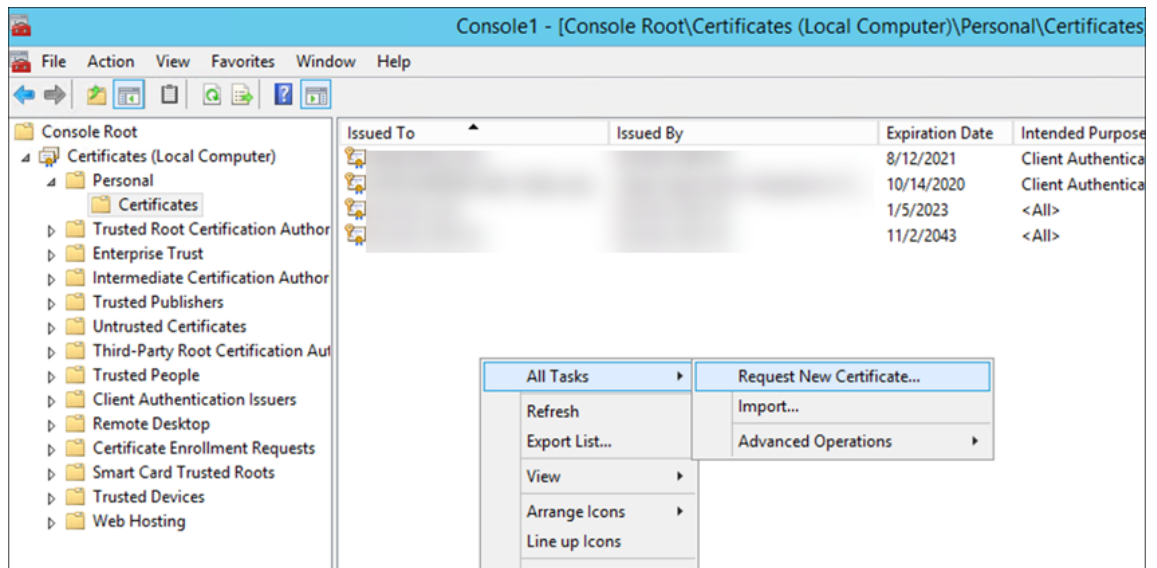 Console1 - [Console Root\Certificates (Local Computer)\Personal\Certificates]
File Action View Favorites Window Help
Console Root
Certificates (Local Computer)
Personal
Certificates
Trusted Root Certification Author
Enterprise Trust
Intermediate Certification Author
Trusted Publishers
Untrusted Certificates
Third-Party Root Certification Aut
Trusted People
Client Authentication Issuers
Remote Desktop
Certificate Enrollment Requests
Smart Card Trusted Roots
Trusted Devices
Web Hosting
Issued To Issued By Expiration Date Intended Purpose
8/12/2021 Client Authentica
10/14/2020 Client Authentica
1/5/2023 <All>
11/2/2043 <All>
All Tasks
Refresh
Export List...
View
Arrange Icons
Line up Icons
Request New Certificate...
Import...
Advanced Operations